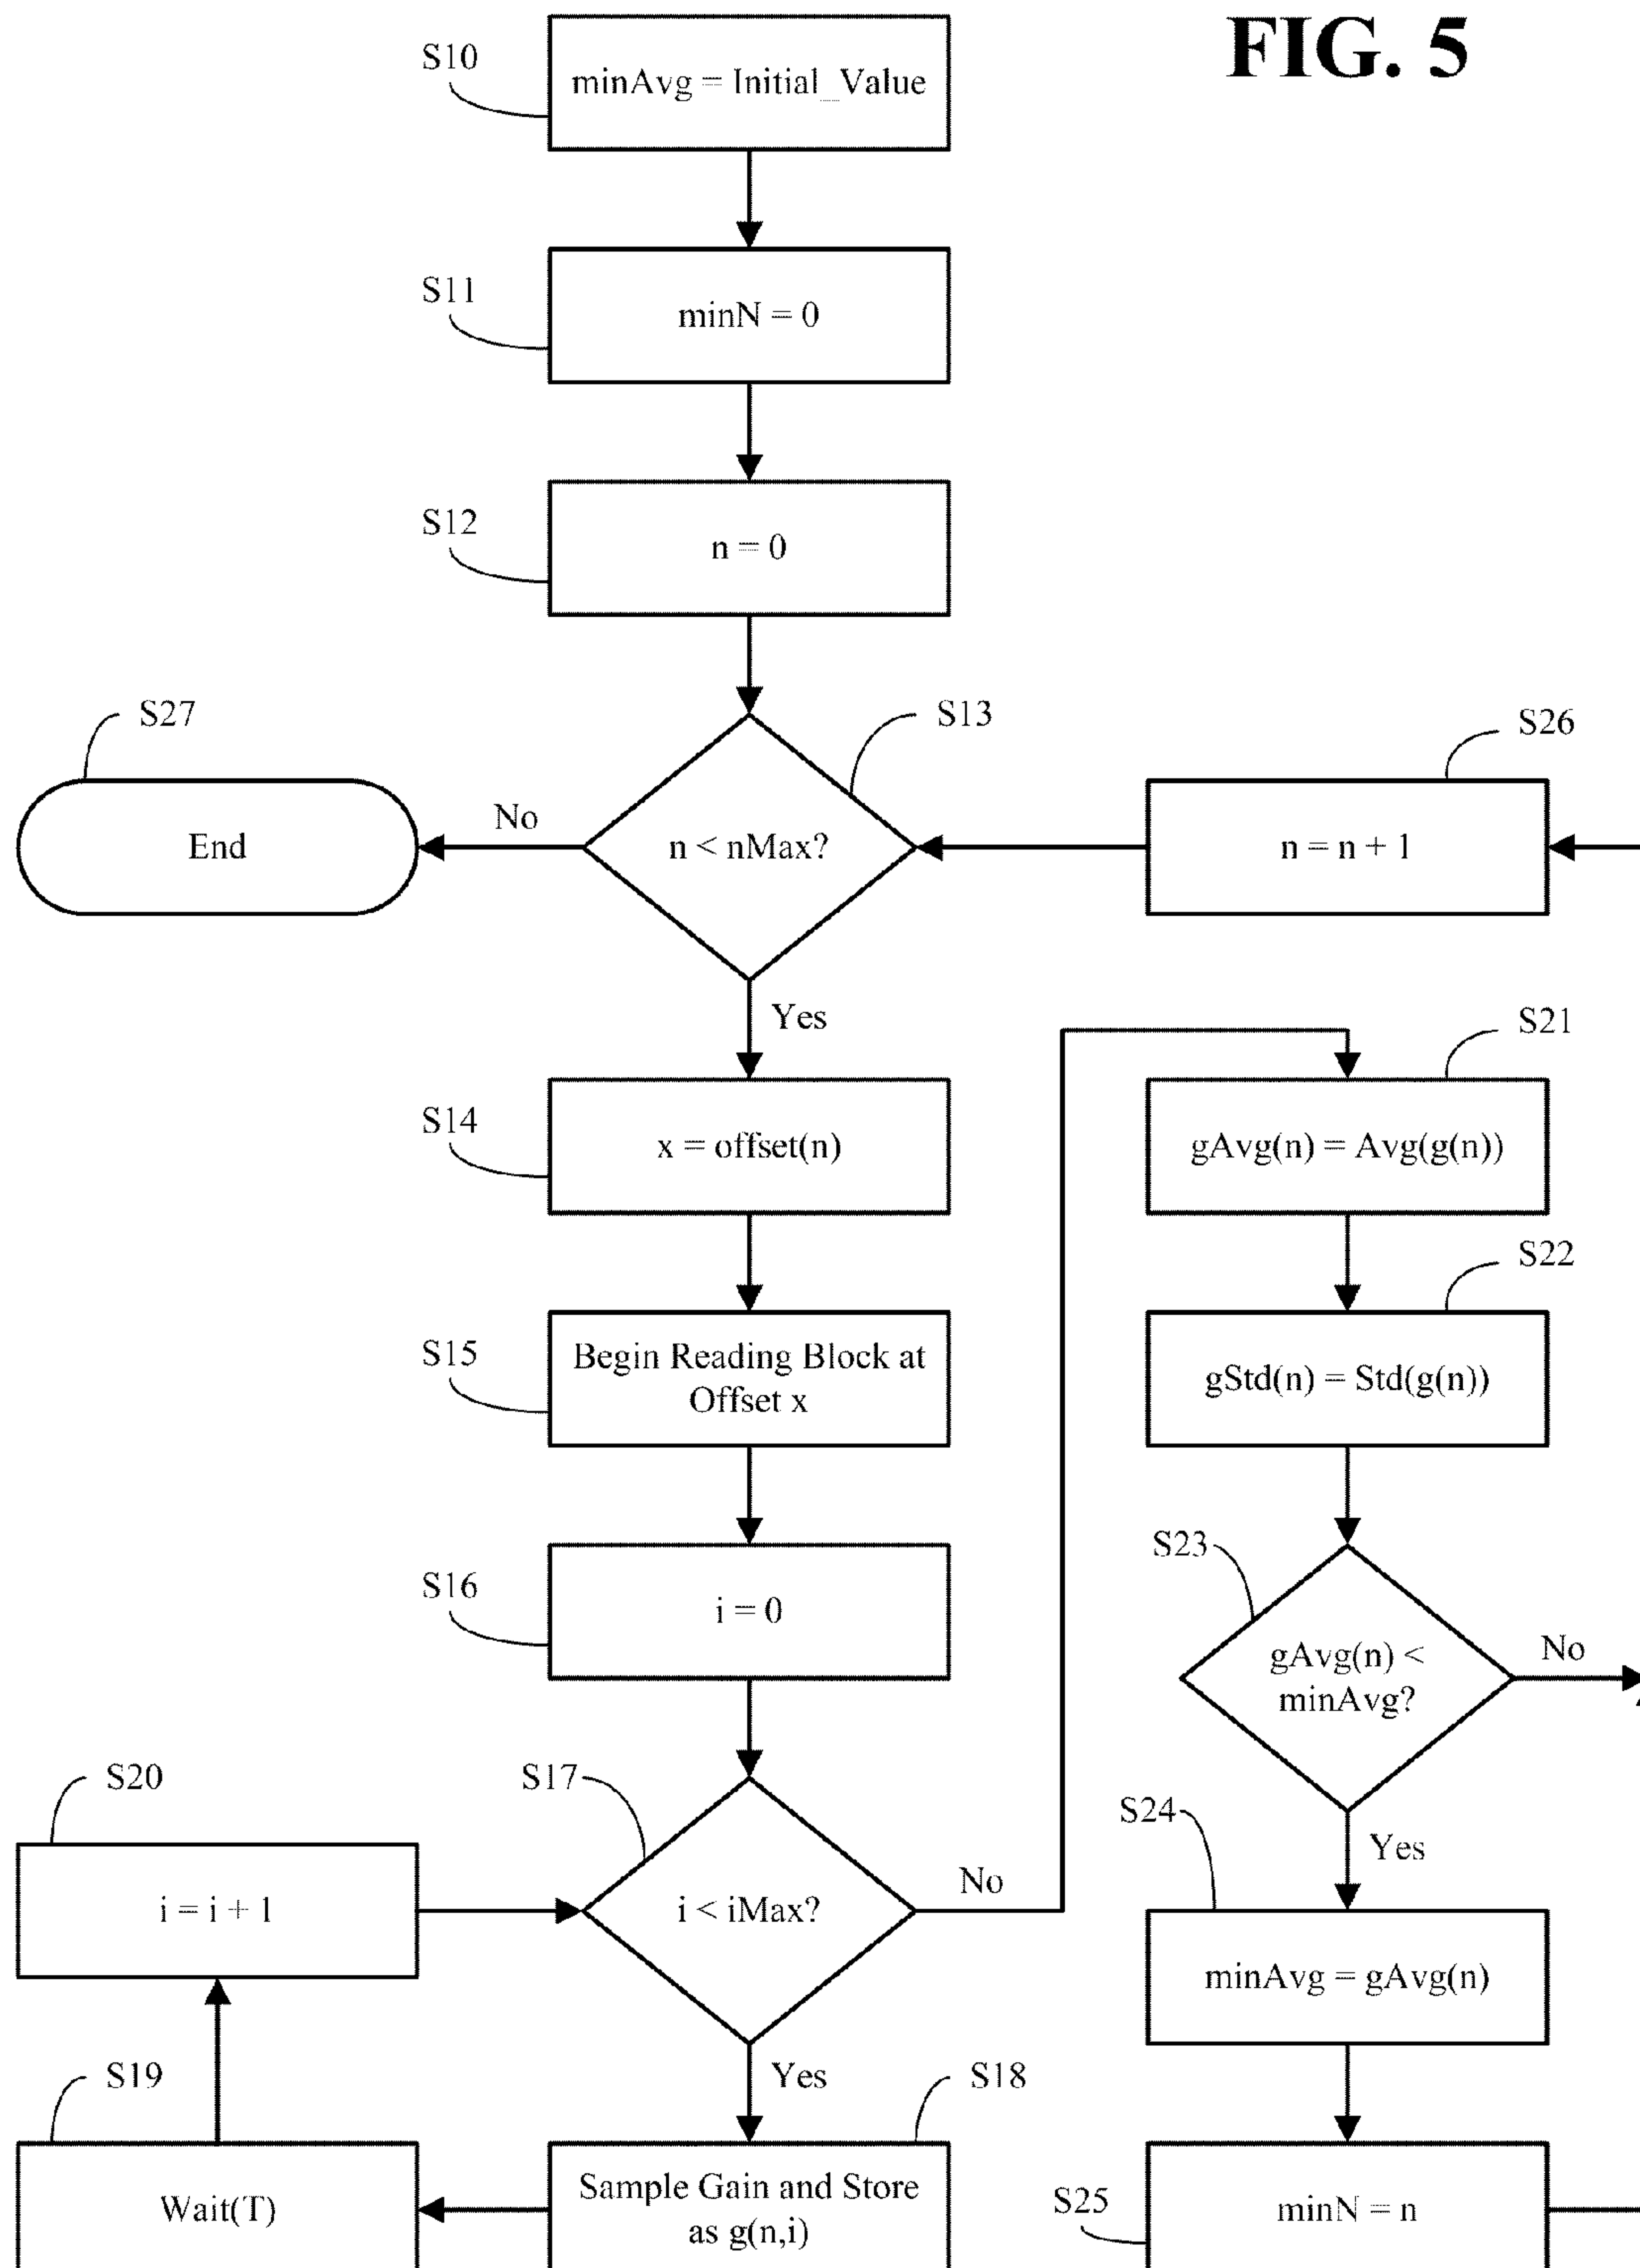 FIG. 5
S10
minAvg = Initial_Value
S11
minN = 0
S12
n = 0
S27
End
No
S13
n < nMax?
S26
n = n + 1
Yes
S14
x = offset(n)
S15
Begin Reading Block at
Offset x
S16
i = 0
S17
i < iMax?
No
Yes
S18
Sample Gain and Store
as g(n,i)
S19
Wait(T)
S20
i = i + 1
S21
gAvg(n) = Avg(g(n))
S22
gStd(n) = Std(g(n))
S23
gAvg(n) <
minAvg?
No
Yes
S24
minAvg = gAvg(n)
S25
minN = n